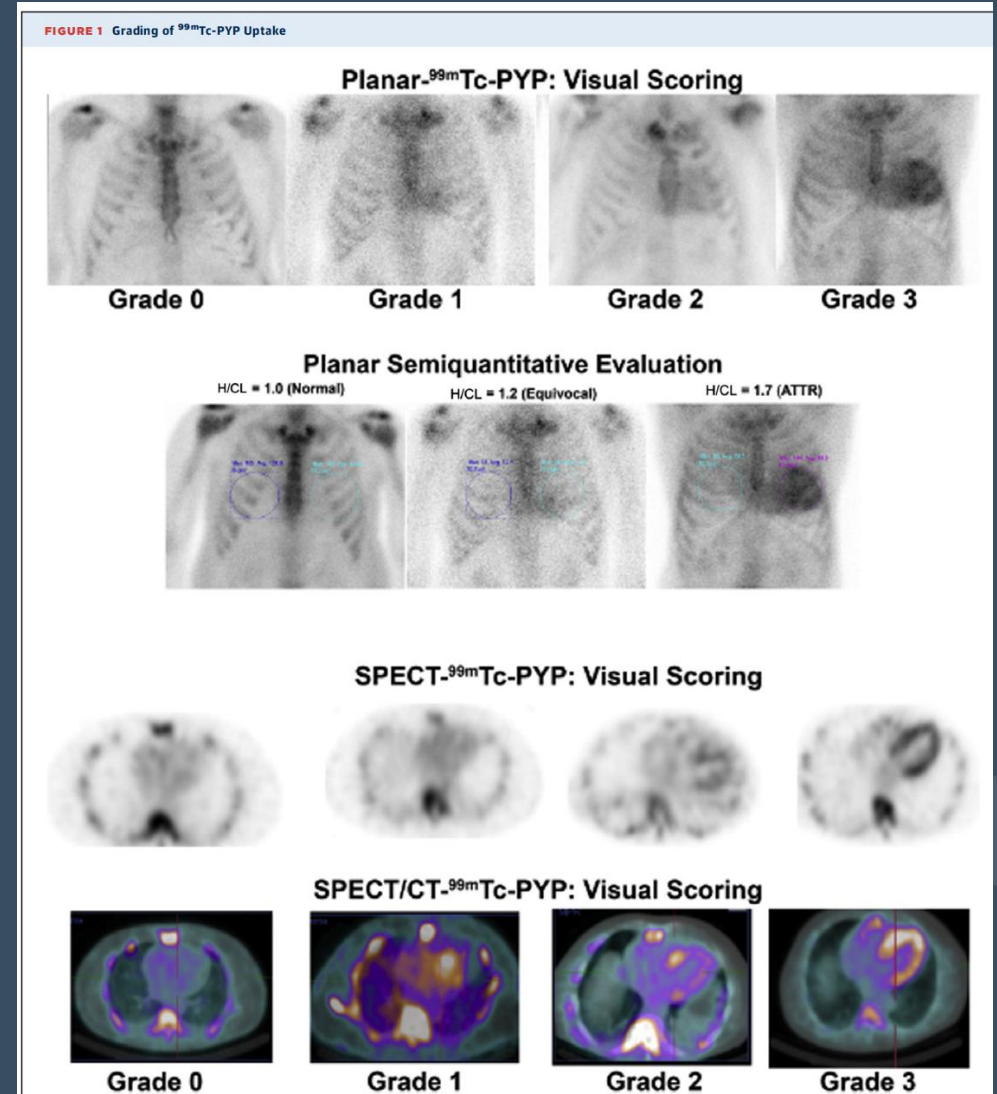 FIGURE 1 Grading of ⁹⁹ᵐTc-PYP Uptake
Planar-⁹⁹ᵐTc-PYP: Visual Scoring
Grade 0 Grade 1 Grade 2 Grade 3
Planar Semiquantitative Evaluation
H/CL = 1.0 (Normal) H/CL = 1.2 (Equivocal) H/CL = 1.7 (ATTR)
SPECT-⁹⁹ᵐTc-PYP: Visual Scoring
SPECT/CT-⁹⁹ᵐTc-PYP: Visual Scoring
Grade 0 Grade 1 Grade 2 Grade 3